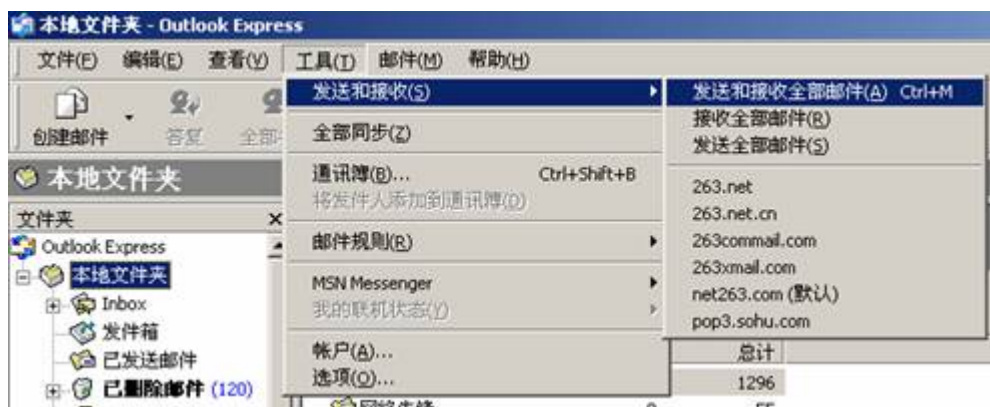 本地文件夹 - Outlook Express
文件(F) 编辑(E) 查看(V) 工具(T) 邮件(M) 帮助(H)
创建邮件 答复 全部
发送和接收(S)
全部同步(Z)
通讯簿(B)... Ctrl+Shift+B
将发件人添加到通讯簿(D)
邮件规则(R)
MSN Messenger
我的联机状态(Y)
帐户(A)...
选项(O)...
发送和接收全部邮件(A) Ctrl+M
接收全部邮件(R)
发送全部邮件(S)
263.net
263.net.cn
263commail.com
263xmail.com
net263.com (默认)
pop3.sohu.com
本地文件夹
文件夹
Outlook Express
本地文件夹
Inbox
发件箱
已发送邮件
已删除邮件 (120)
总计
1296